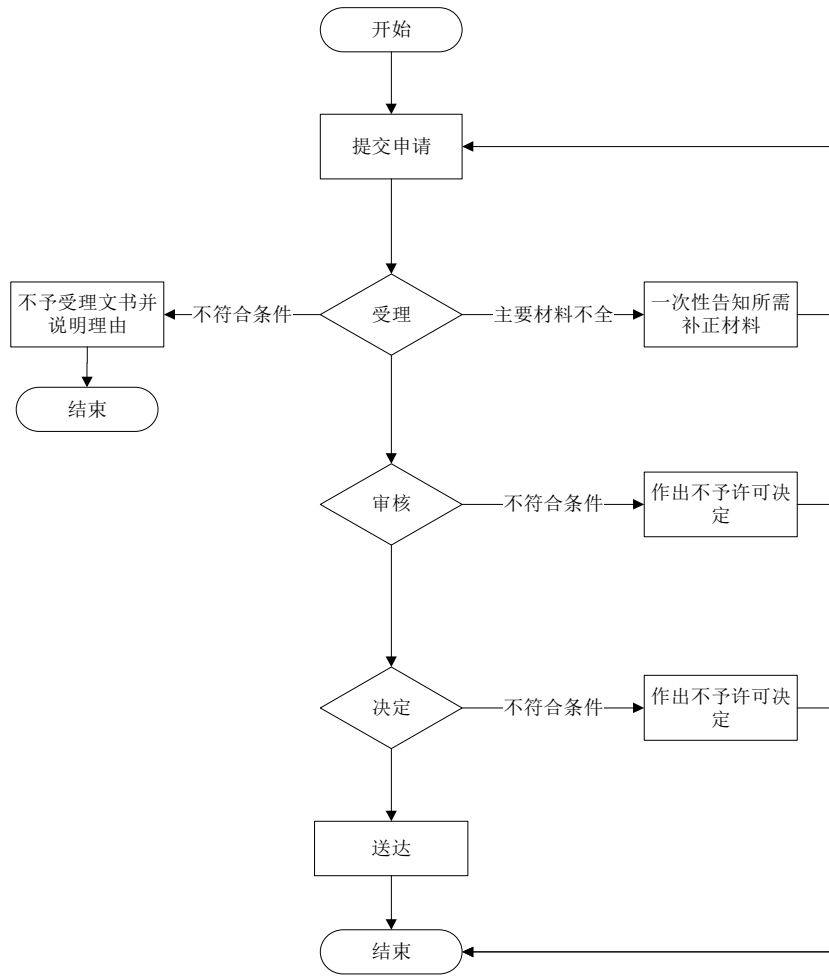 开始
提交申请
不予受理文书并
说明理由
不符合条件
受理
主要材料不全
一次性告知所需
补正材料
结束
审核
不符合条件
作出不予许可决
定
决定
不符合条件
作出不予许可决
定
送达
结束